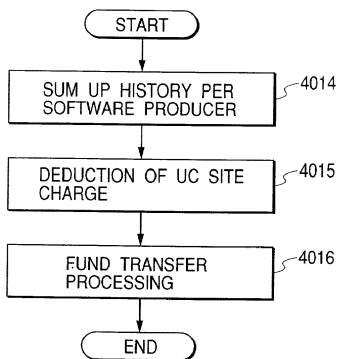 START
SUM UP HISTORY PER
SOFTWARE PRODUCER
4014
DEDUCTION OF UC SITE
CHARGE
4015
FUND TRANSFER
PROCESSING
4016
END